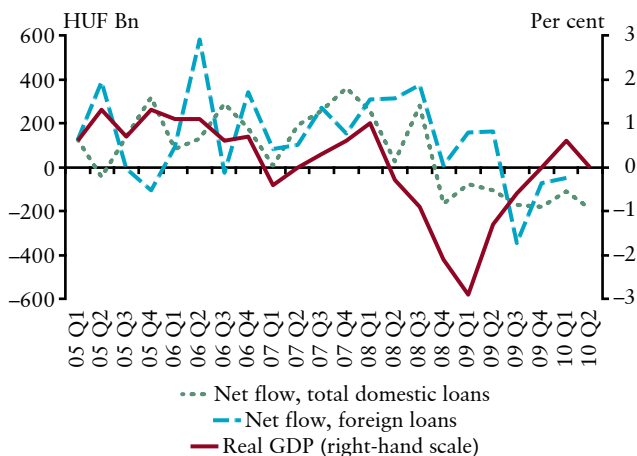 HUF Bn Per cent
600 3
400 2
200 1
0 0
−200 −1
−400 −2
−600 −3
05 Q1 05 Q2 05 Q3 05 Q4 06 Q1 06 Q2 06 Q3 06 Q4 07 Q1 07 Q2 07 Q3 07 Q4 08 Q1 08 Q2 08 Q3 08 Q4 09 Q1 09 Q2 09 Q3 09 Q4 10 Q1 10 Q2
Net flow, total domestic loans
Net flow, foreign loans
Real GDP (right-hand scale)